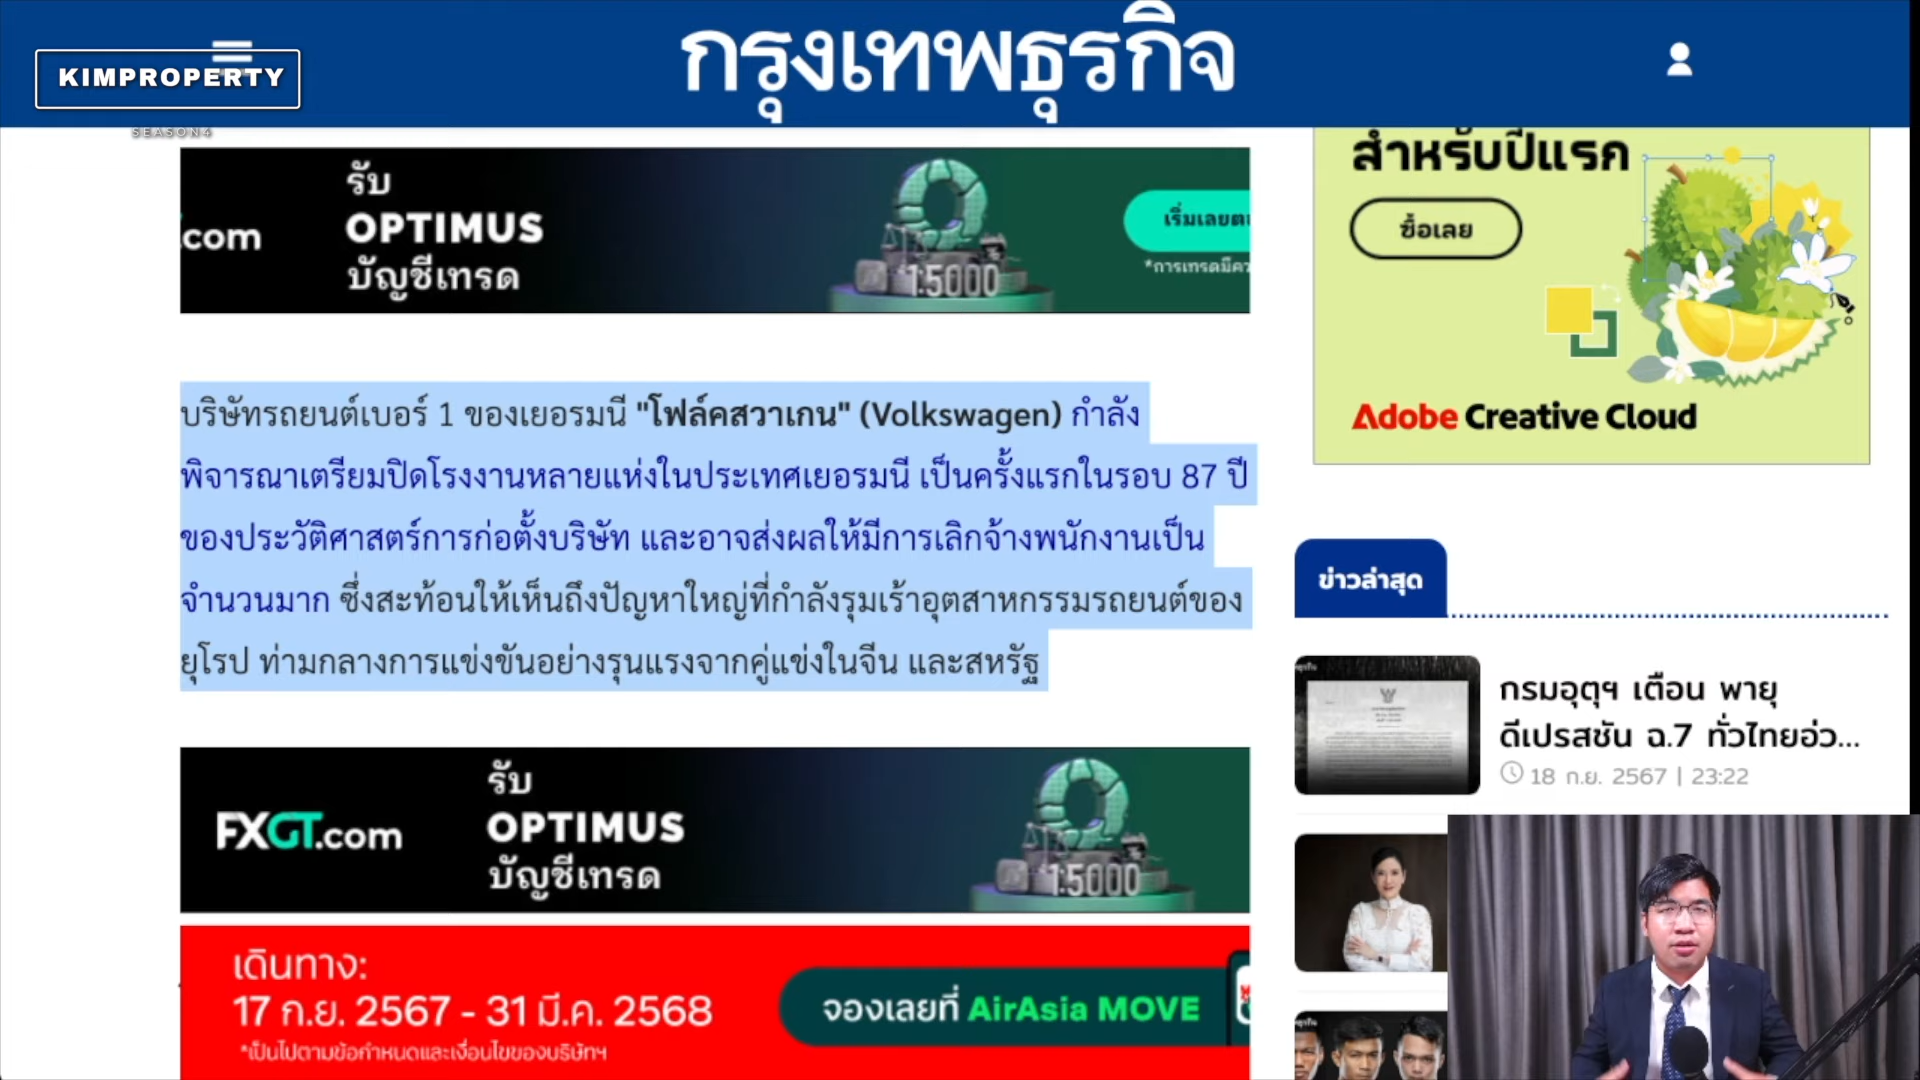 กรุงเทพธุรกิจ
KIMPROPERTY
SEASON4
.com
รับ
OPTIMUS
บัญชีเทรด
1:5000
สำหรับปีแรก
ซื้อเลย
Adobe Creative Cloud
บริษัทรถยนต์เบอร์ 1 ของเยอรมนี "โฟล์คสวาเกน" (Volkswagen) กำลัง
พิจารณาเตรียมปิดโรงงานหลายแห่งในประเทศเยอรมนี เป็นครั้งแรกในรอบ 87 ปี
ของประวัติศาสตร์การก่อตั้งบริษัท และอาจส่งผลให้มีการเลิกจ้างพนักงานเป็น
จำนวนมาก ซึ่งสะท้อนให้เห็นถึงปัญหาใหญ่ที่กำลังรุมเร้าอุตสาหกรรมรถยนต์ของ
ยุโรป ท่ามกลางการแข่งขันอย่างรุนแรงจากคู่แข่งในจีน และสหรัฐ
ข่าวล่าสุด
กรมอุตุฯ เตือน พายุ
ดีเปรสชัน ฉ.7 ทั่วไทยอ่ว...
18 ก.ย. 2567 | 23:22
FXGT.com
รับ
OPTIMUS
บัญชีเทรด
1:5000
เดินทาง:
17 ก.ย. 2567 - 31 มี.ค. 2568
*เป็นไปตามข้อกำหนดและเงื่อนไขของบริษัทฯ
จองเลยที่ AirAsia MOVE